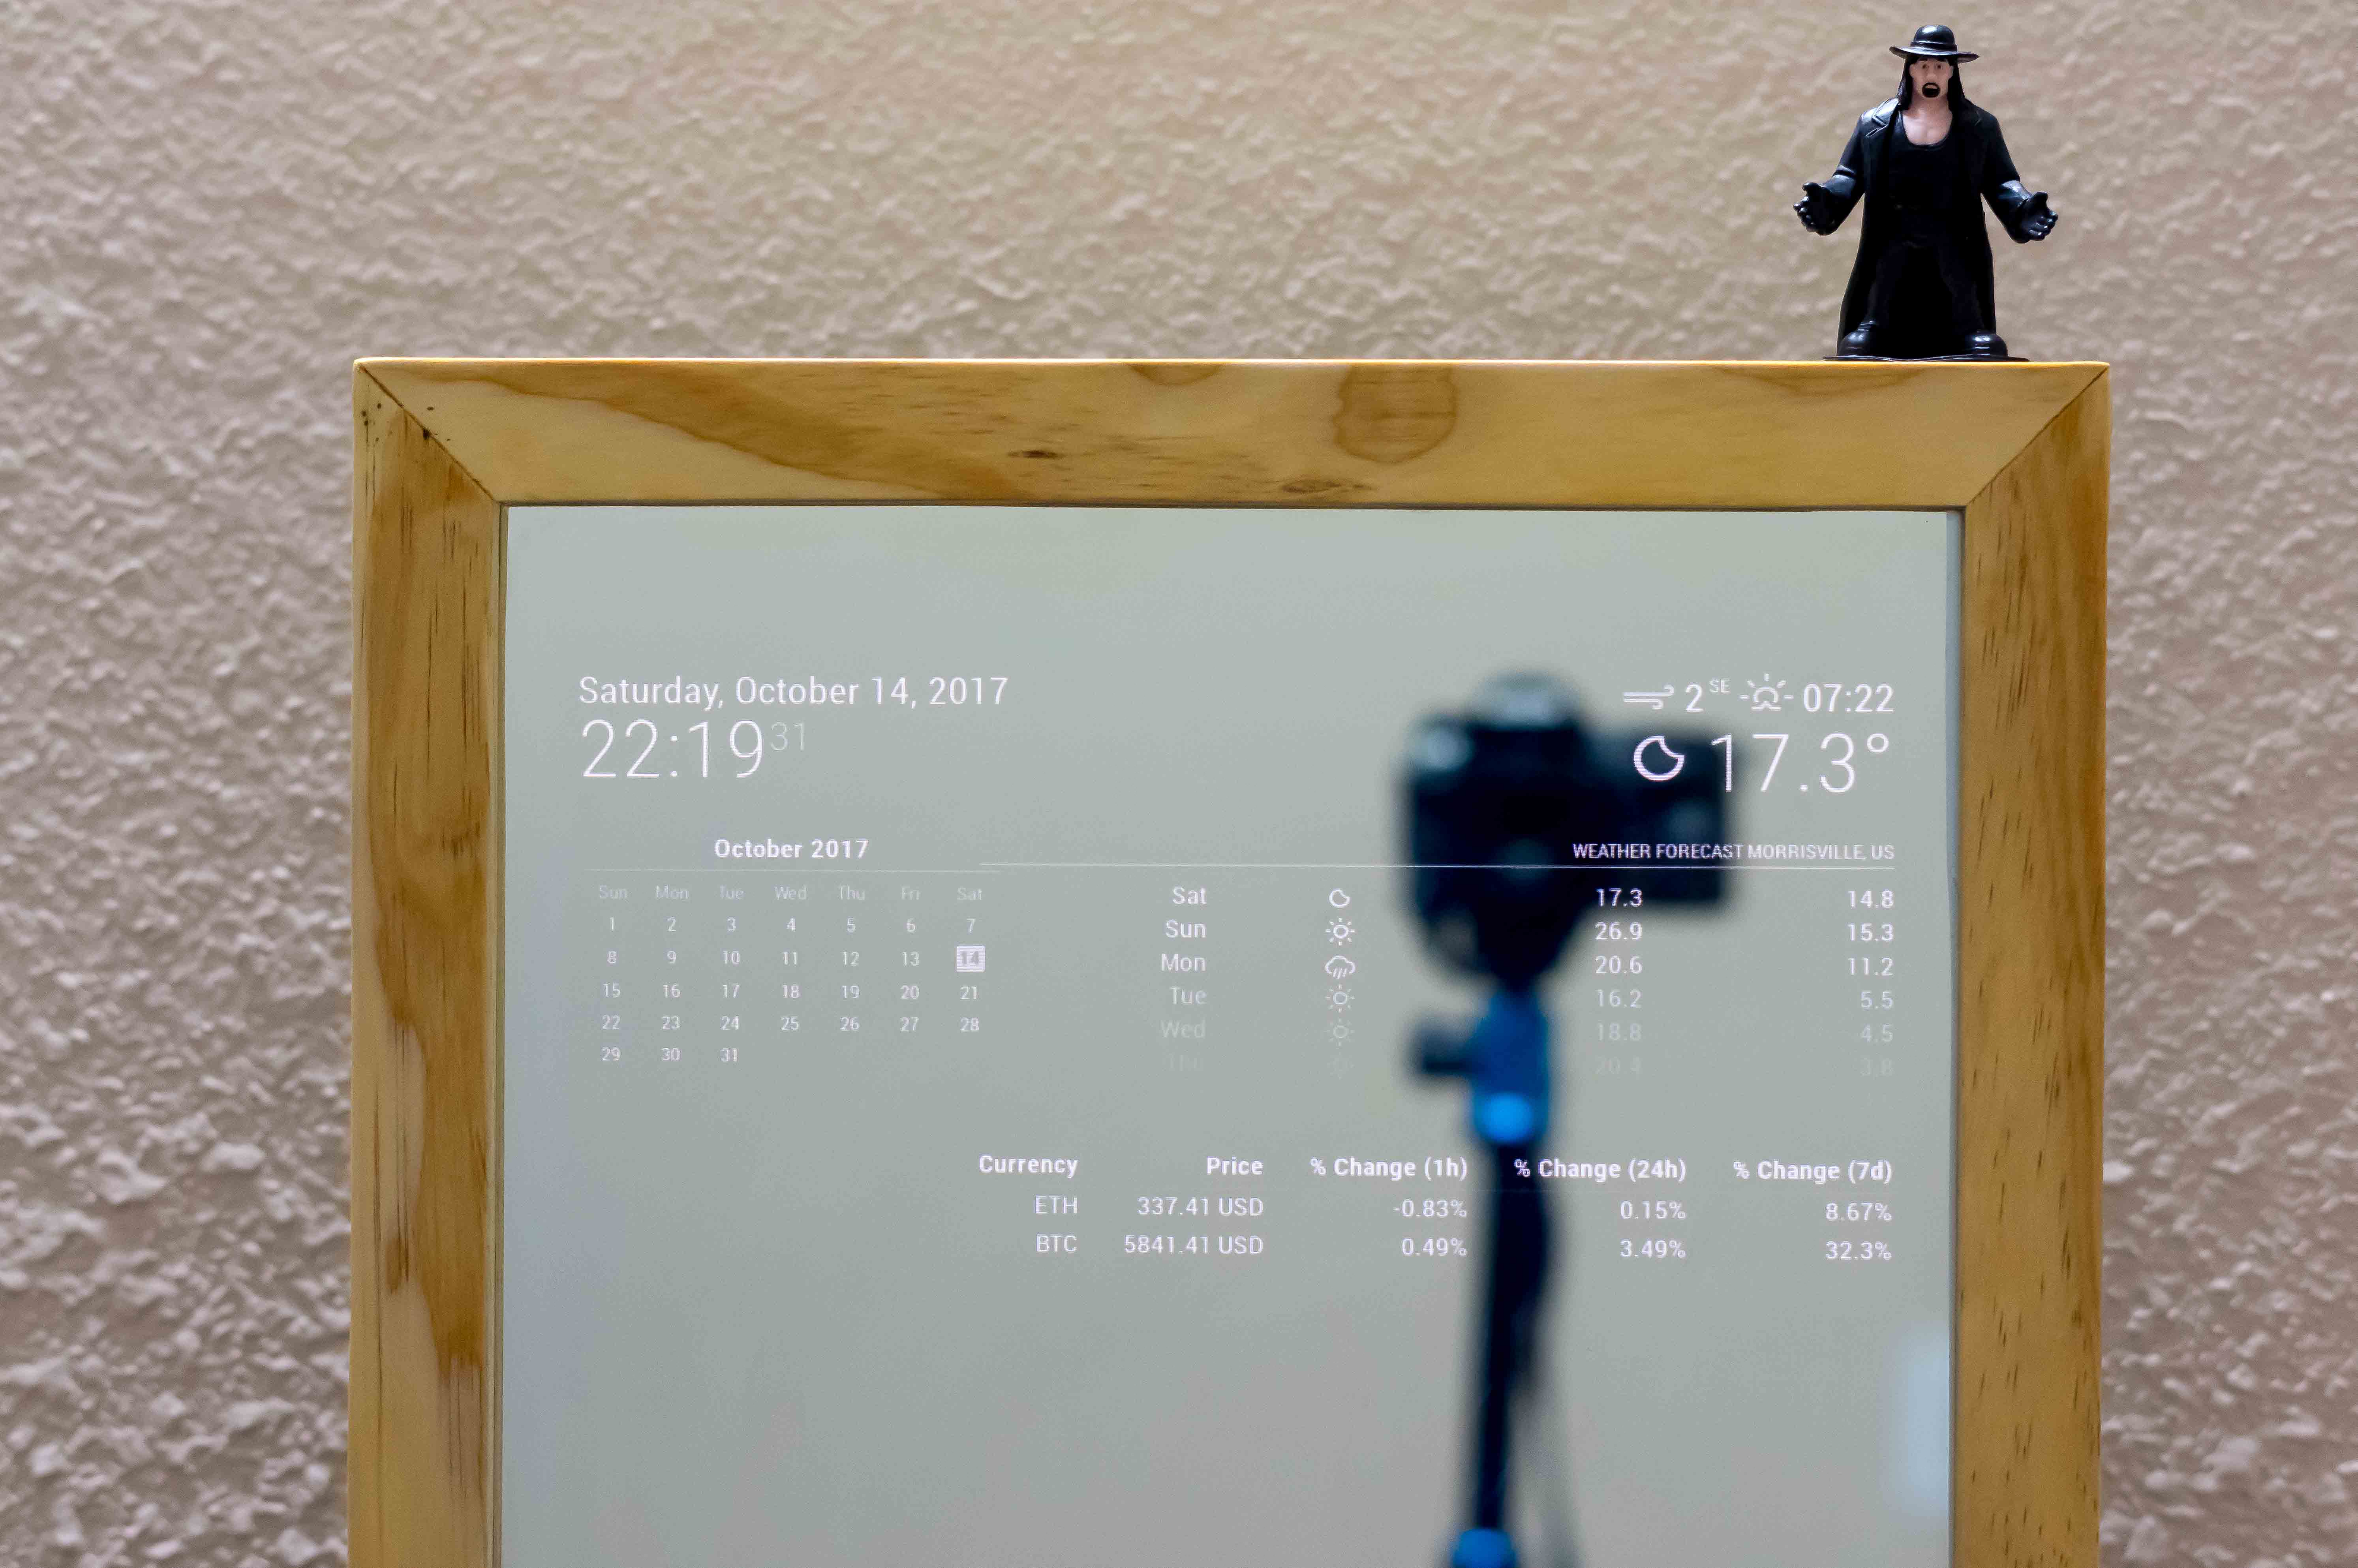 Saturday, October 14, 2017
22:19 31
2 SE 07:22
17.3°
October 2017
Sun Mon Tue Wed Thu Fri Sat
1 2 3 4 5 6 7
8 9 10 11 12 13 14
15 16 17 18 19 20 21
22 23 24 25 26 27 28
29 30 31
WEATHER FORECAST MORRISVILLE, US
Sat 17.3 14.8
Sun 26.9 15.3
Mon 20.6 11.2
Tue 16.2 5.5
Wed 18.8 4.5
Thu 20.4 3.8
Currency Price % Change (1h) % Change (24h) % Change (7d)
ETH 337.41 USD -0.83% 0.15% 8.67%
BTC 5841.41 USD 0.49% 3.49% 32.3%